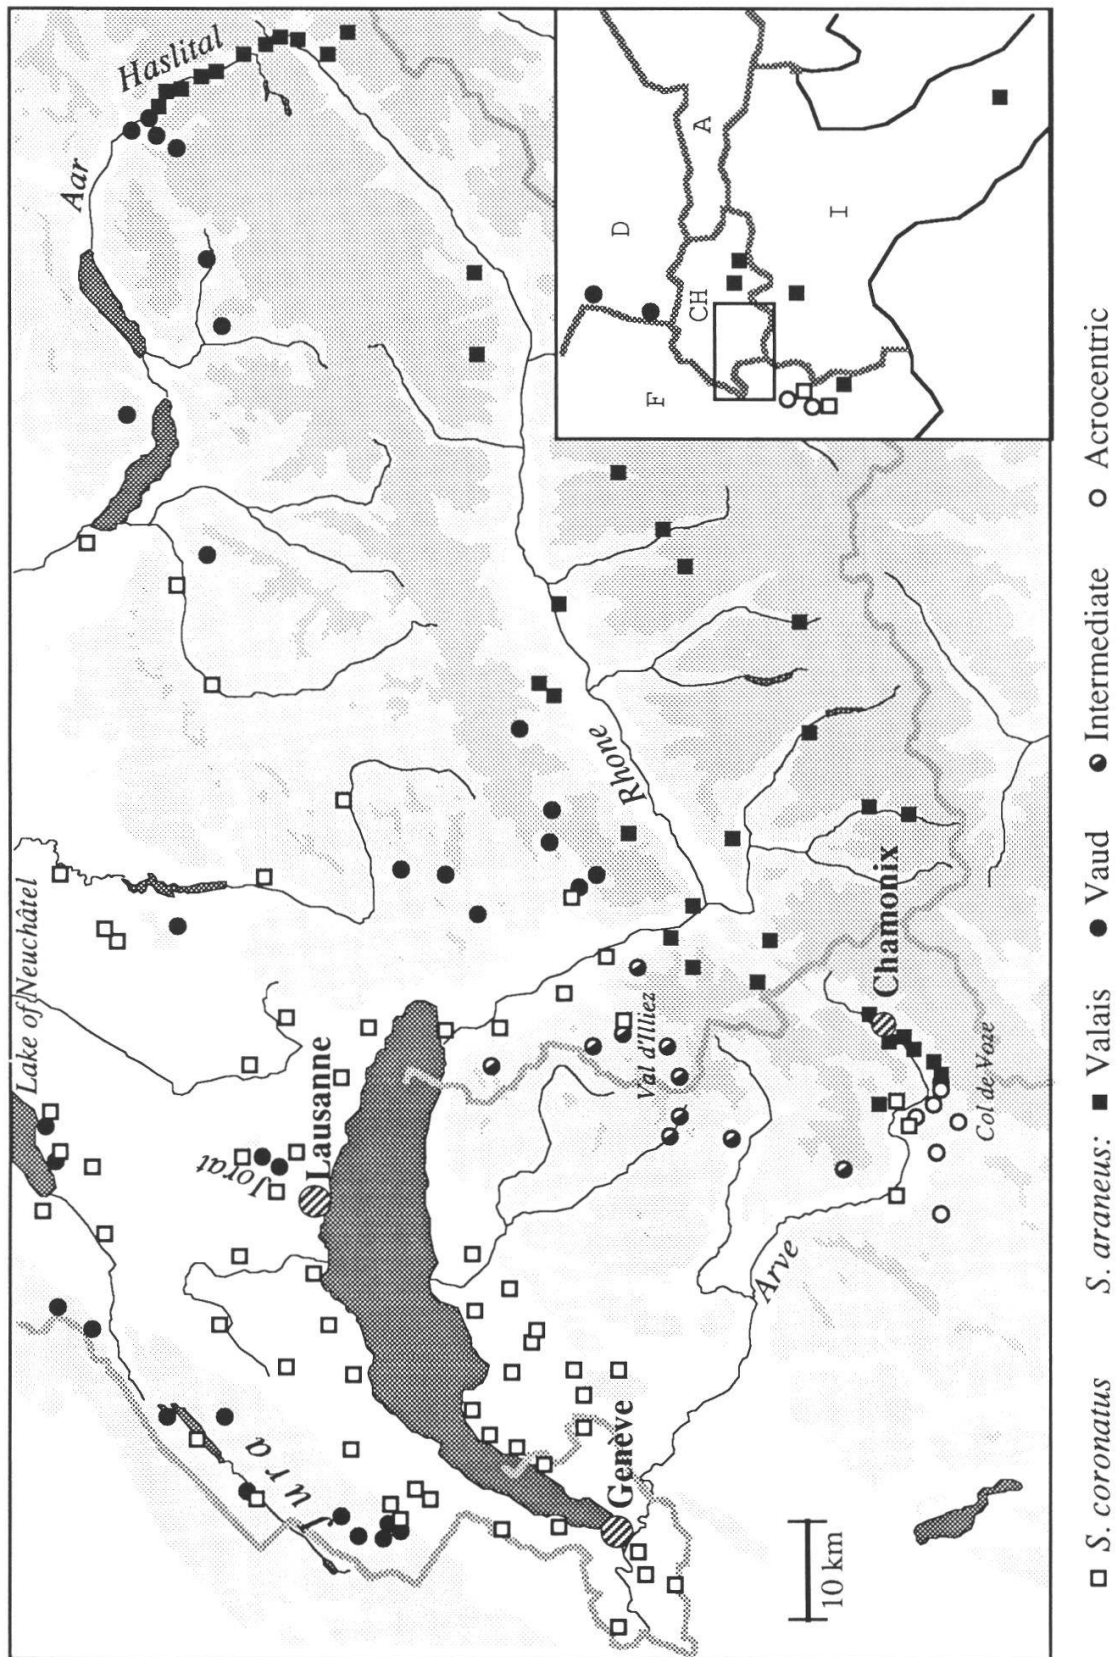 Haslital
Aar
Lake of Neuchâtel
Rhone
Jorat
Lausanne
Val d'Illiez
Chamonix
Col de Voze
Jura
Genève
Arve
10 km
F
D
CH
A
I
S. coronatus S. araneus: Valais Vaud Intermediate Acrocentric